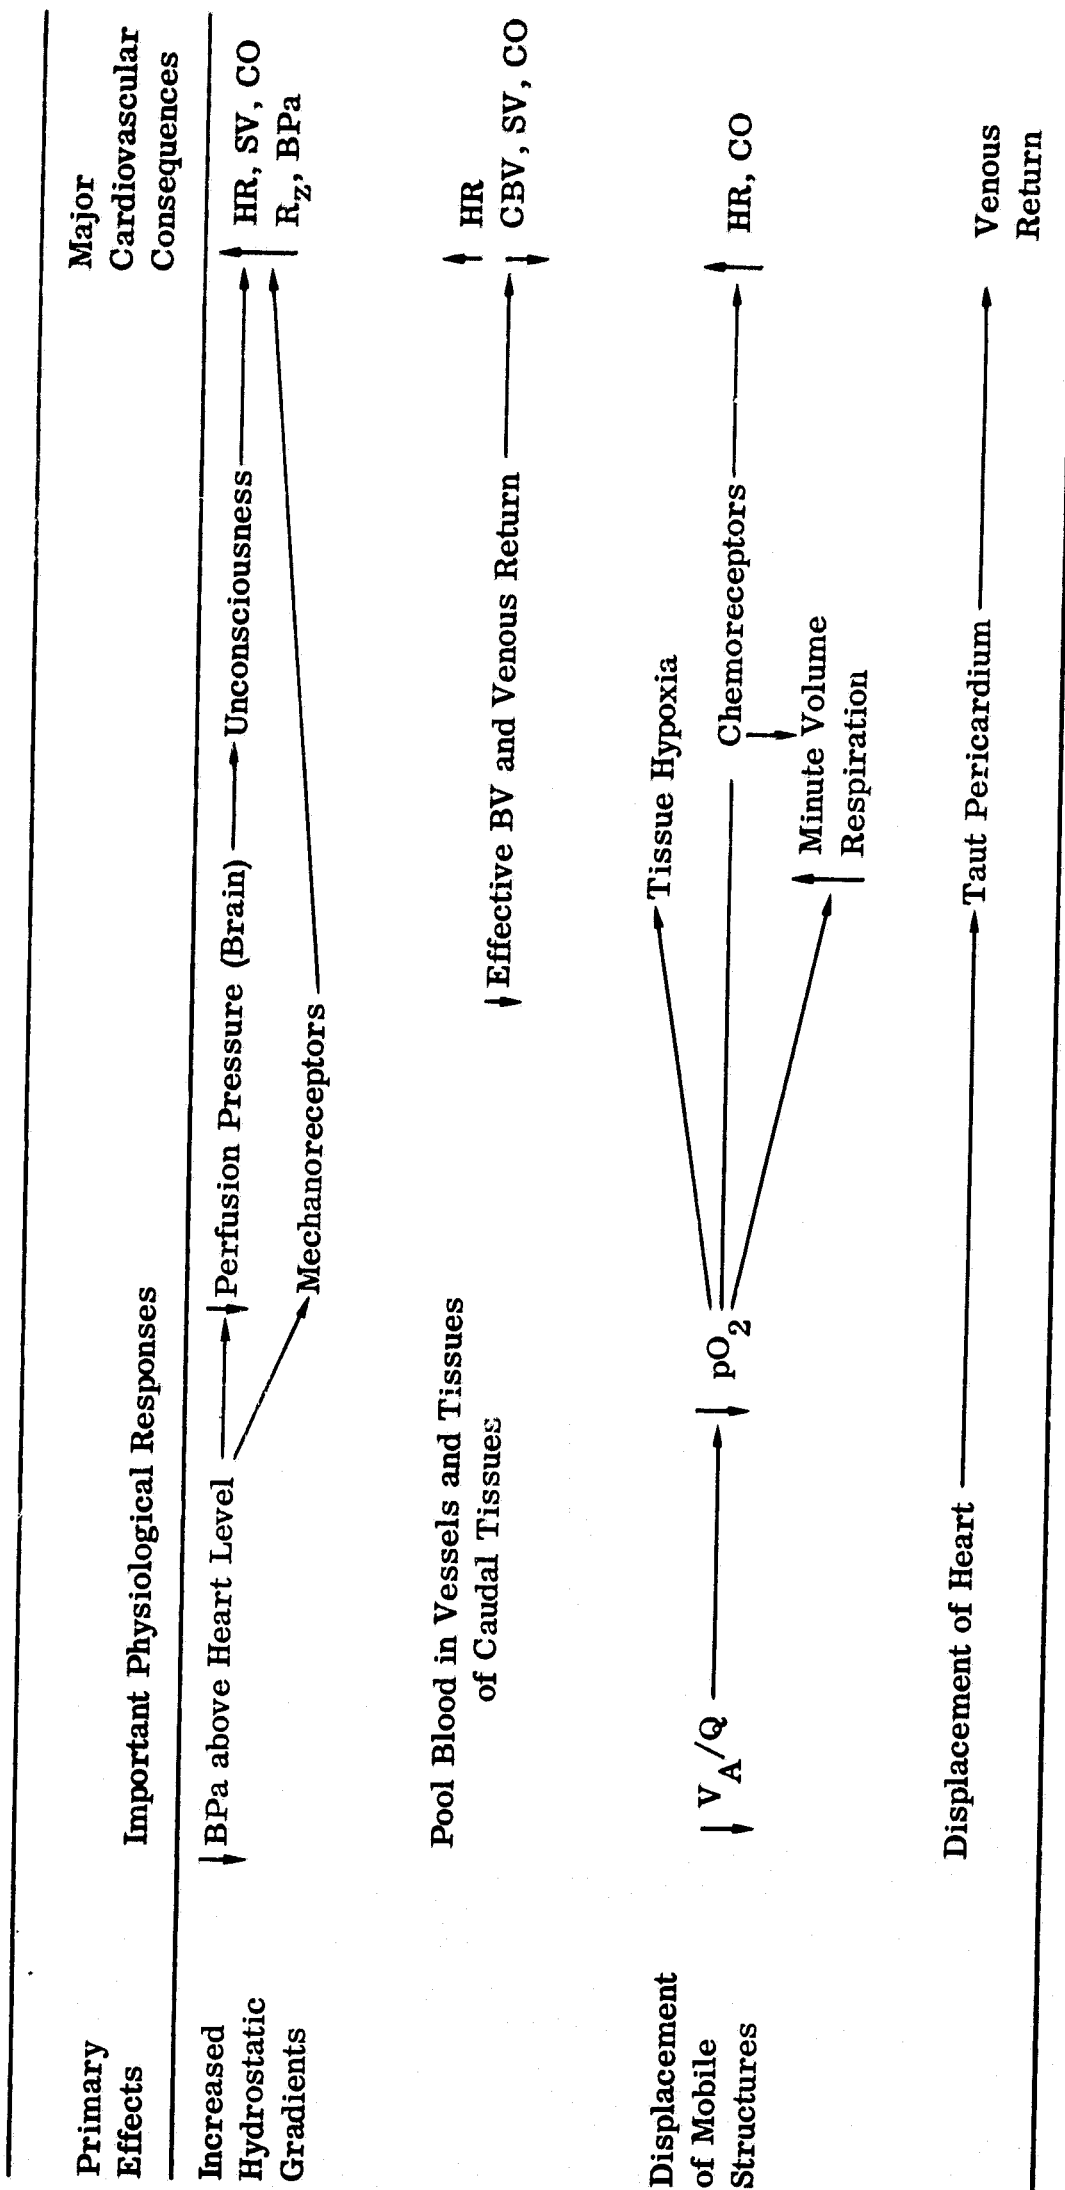 Primary
Effects
Important Physiological Responses
Major
Cardiovascular
Consequences
Increased
Hydrostatic
Gradients
↓ BPa above Heart Level
↓ Perfusion Pressure (Brain)
Unconsciousness
Mechanoreceptors
↑ HR, SV, CO
R_Z, BPa
Pool Blood in Vessels and Tissues
of Caudal Tissues
↓ Effective BV and Venous Return
↑ HR
↓ CBV, SV, CO
Displacement
of Mobile
Structures
↓ V_A/Q
↓ pO_2
Tissue Hypoxia
Chemoreceptors
↑ Minute Volume
Respiration
↑ HR, CO
Displacement of Heart
Taut Pericardium
Venous
Return